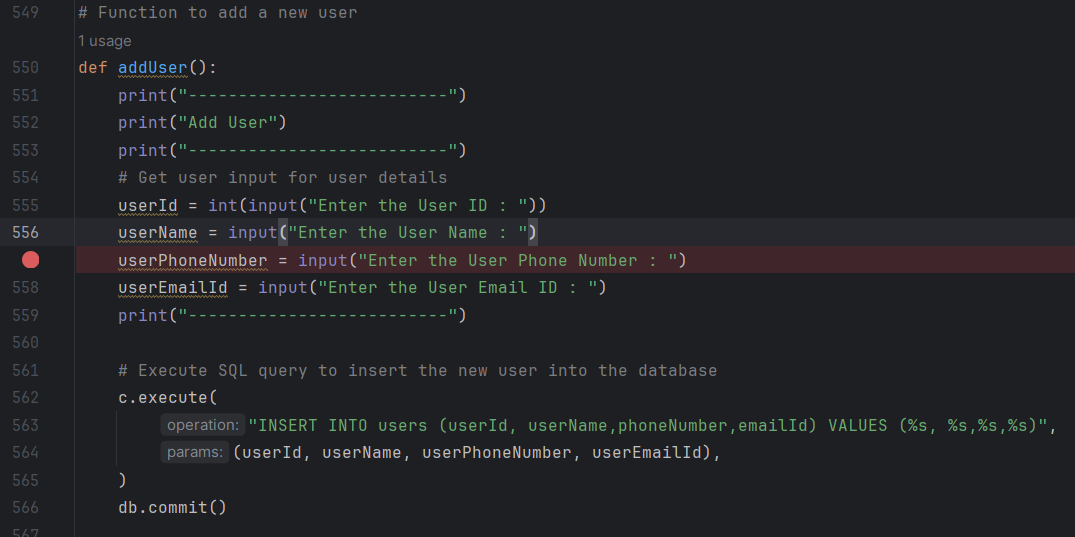 549 # Function to add a new user
1 usage
550 def addUser():
551 print("--------------------------")
552 print("Add User")
553 print("--------------------------")
554 # Get user input for user details
555 userId = int(input("Enter the User ID : "))
556 userName = input("Enter the User Name : ")
userPhoneNumber = input("Enter the User Phone Number : ")
558 userEmailId = input("Enter the User Email ID : ")
559 print("--------------------------")
560
561 # Execute SQL query to insert the new user into the database
562 c.execute(
563 operation: "INSERT INTO users (userId, userName,phoneNumber,emailId) VALUES (%s, %s,%s,%s)",
564 params: (userId, userName, userPhoneNumber, userEmailId),
565 )
566 db.commit()
567